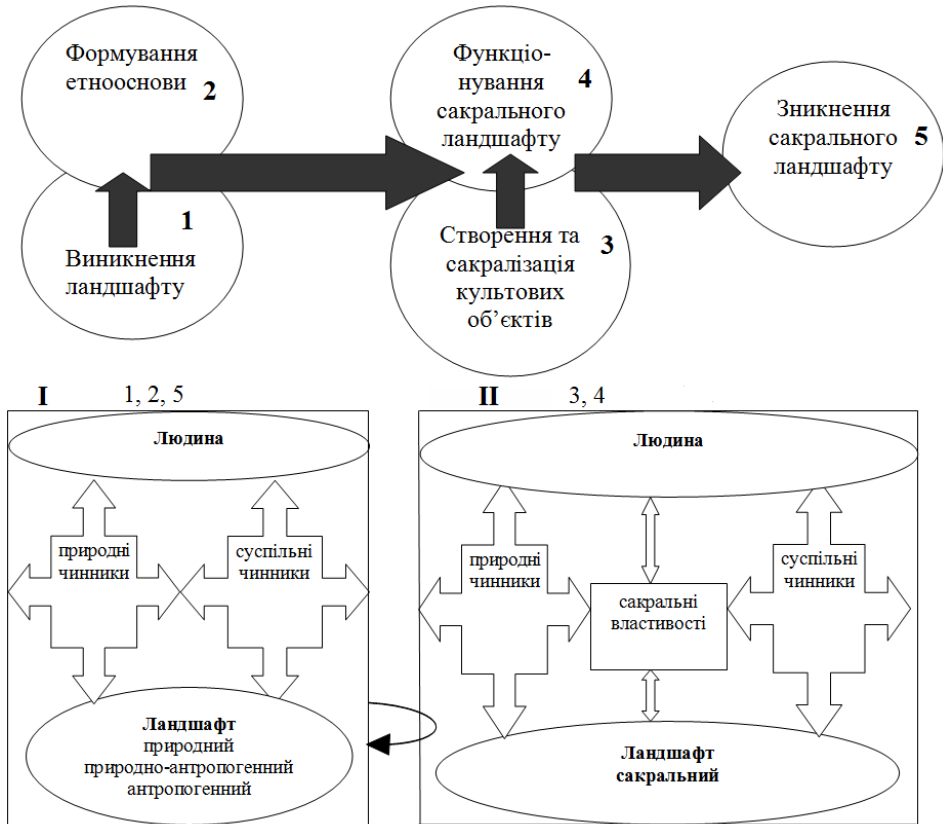 Формування
етнооснови
2
Функціо-
нування
сакрального
ландшафту
4
Зникнення
сакрального
ландшафту
5
1
Виникнення
ландшафту
Створення та
сакралізація
культових
об’єктів
3
I 1, 2, 5
Людина
природні
чинники
суспільні
чинники
Ландшафт
природний
природно-антропогенний
антропогенний
II 3, 4
Людина
природні
чинники
суспільні
чинники
сакральні
властивості
Ландшафт
сакральний